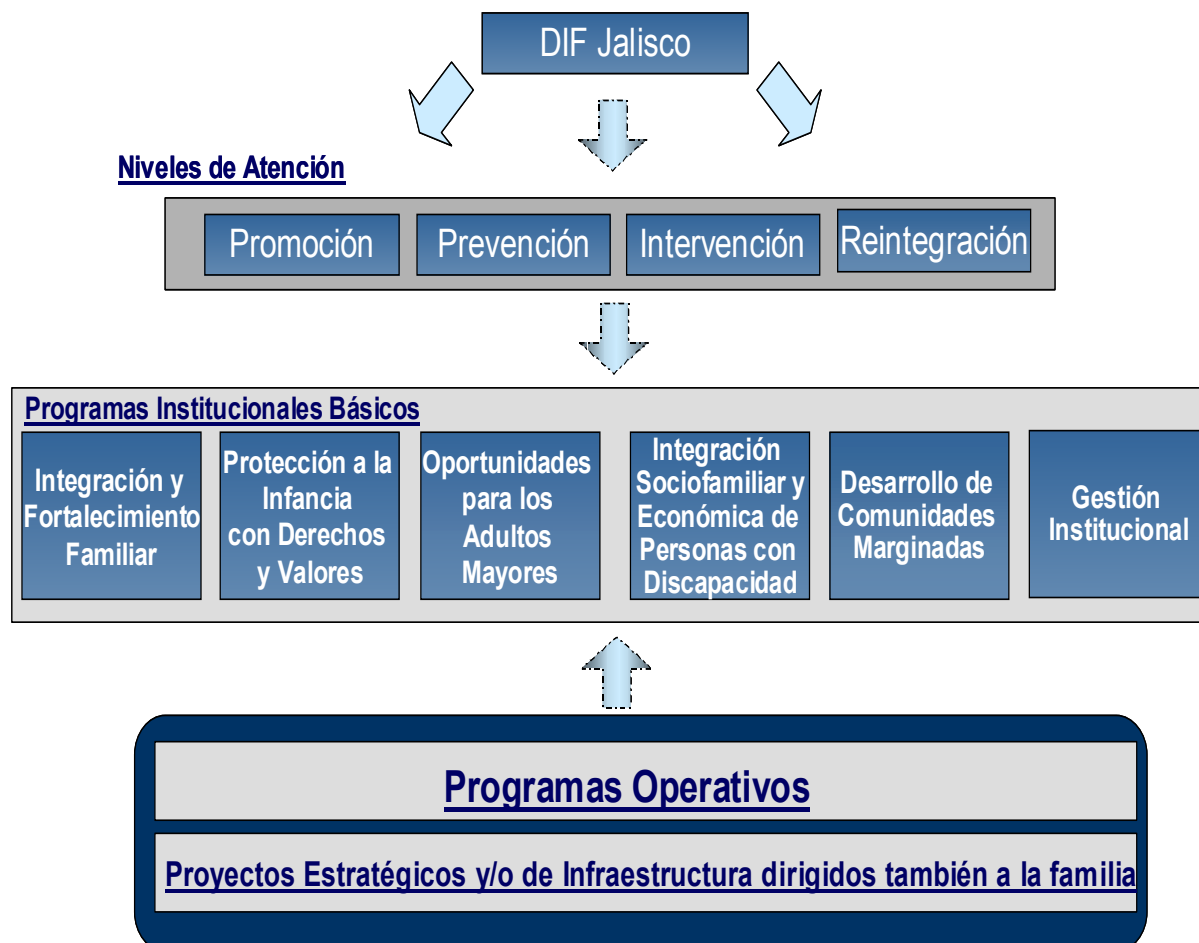 DIF Jalisco
Niveles de Atención
Promoción
Prevención
Intervención
Reintegración
Programas Institucionales Básicos
Integración y
Fortalecimiento
Familiar
Protección a la
Infancia
con Derechos
y Valores
Oportunidades
para los
Adultos
Mayores
Integración
Sociofamiliar y
Económica de
Personas con
Discapacidad
Desarrollo de
Comunidades
Marginadas
Gestión
Institucional
Programas Operativos
Proyectos Estratégicos y/o de Infraestructura dirigidos también a la familia